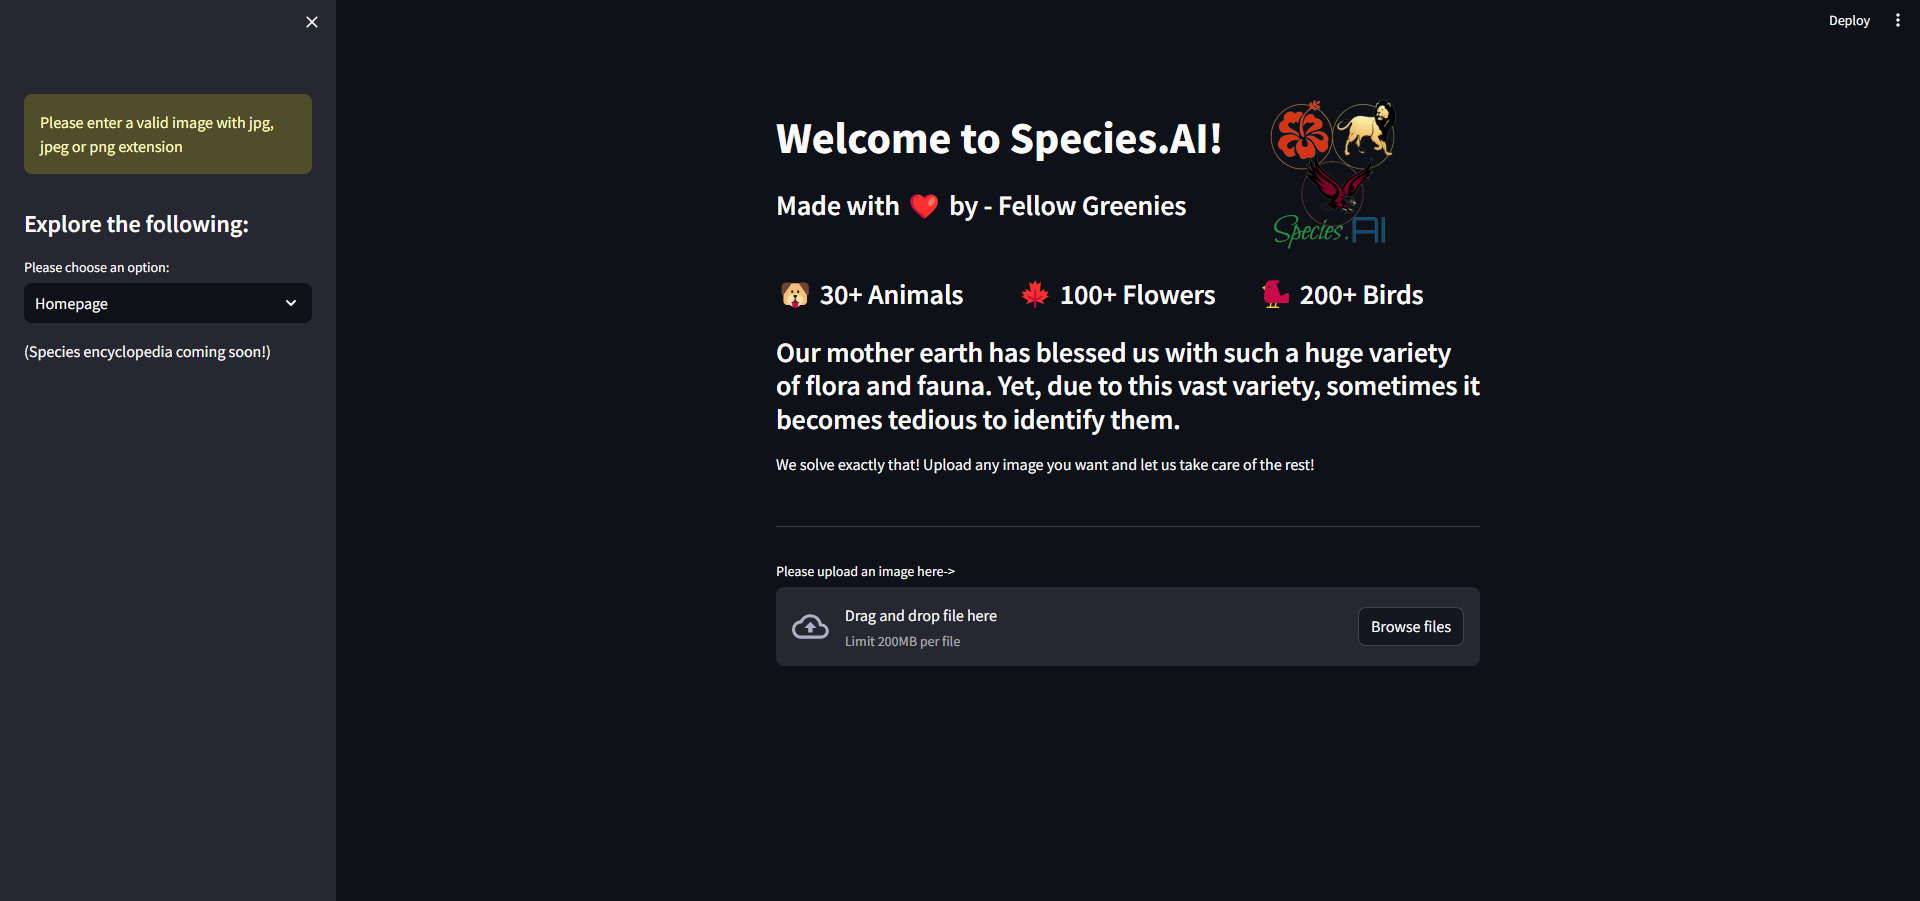 Deploy
Please enter a valid image with jpg,
jpeg or png extension
Explore the following:
Please choose an option:
Homepage
(Species encyclopedia coming soon!)
Welcome to Species.AI!
Made with ❤️ by - Fellow Greenies
Species.AI
🐶 30+ Animals
🍁 100+ Flowers
🐦 200+ Birds
Our mother earth has blessed us with such a huge variety
of flora and fauna. Yet, due to this vast variety, sometimes it
becomes tedious to identify them.
We solve exactly that! Upload any image you want and let us take care of the rest!
Please upload an image here->
Drag and drop file here
Limit 200MB per file
Browse files